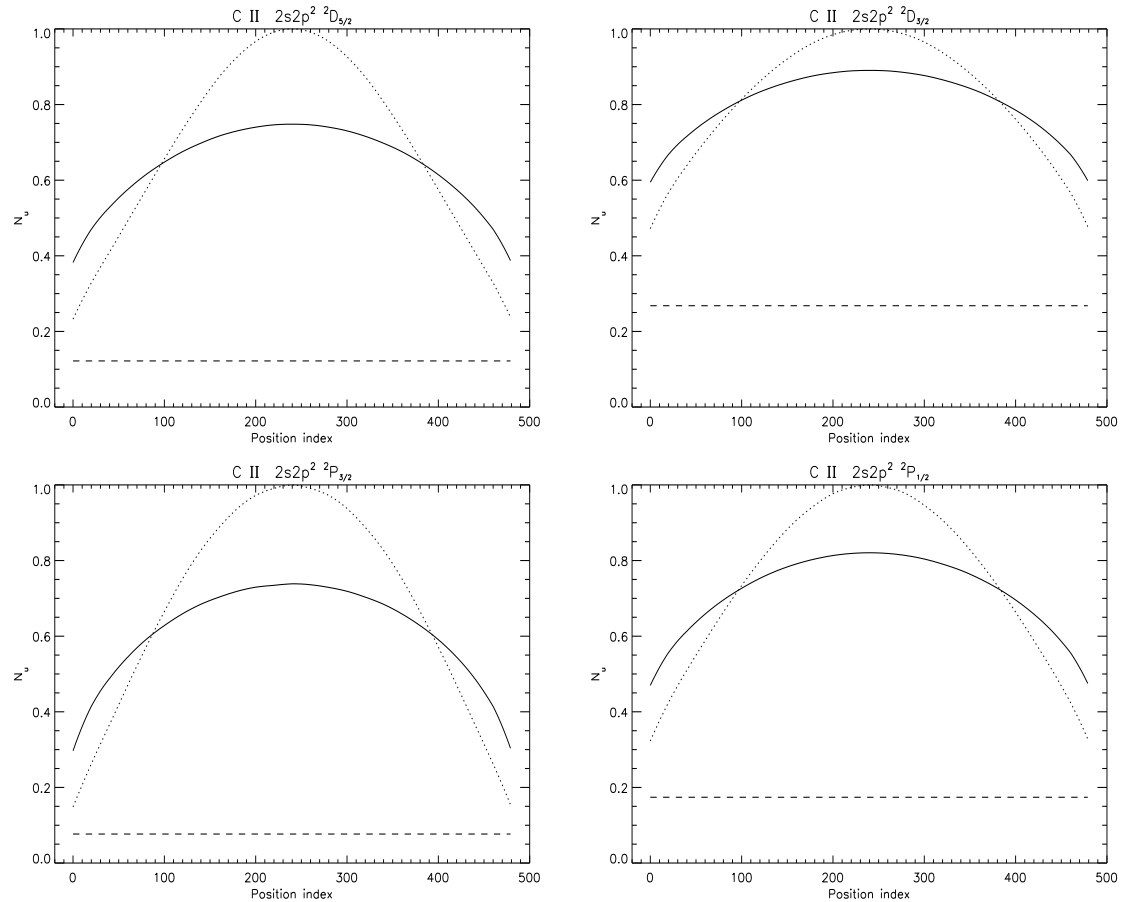 C II 2s2p² ²D₅/₂
1.0
0.8
0.6
0.4
0.2
0.0
Nᵤ
0 100 200 300 400 500
Position index
C II 2s2p² ²D₃/₂
1.0
0.8
0.6
0.4
0.2
0.0
Nᵤ
0 100 200 300 400 500
Position index
C II 2s2p² ²P₃/₂
1.0
0.8
0.6
0.4
0.2
0.0
Nᵤ
0 100 200 300 400 500
Position index
C II 2s2p² ²P₁/₂
1.0
0.8
0.6
0.4
0.2
0.0
Nᵤ
0 100 200 300 400 500
Position index